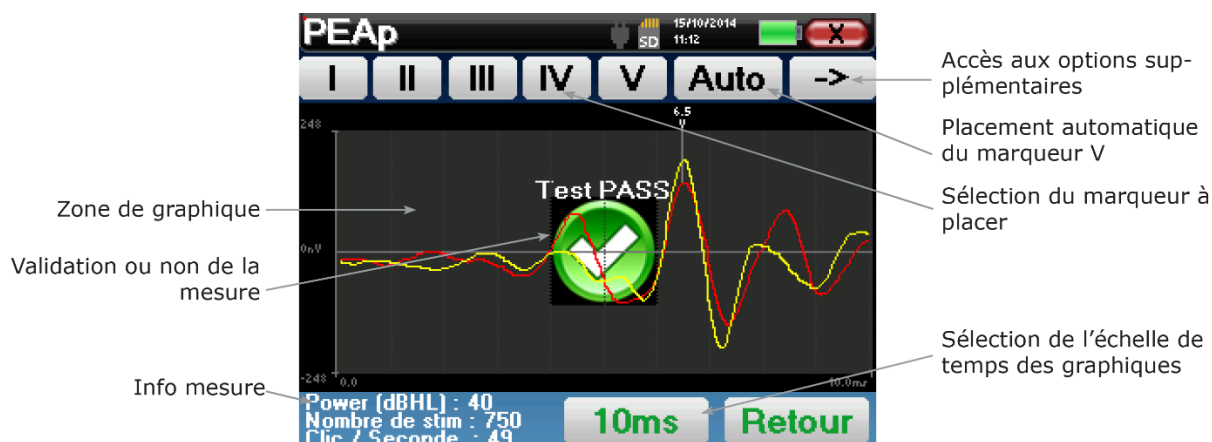 PEAp
SD
15/10/2014
11:12
X
I II III IV V Auto ->
6.5
V
248
Test PASS
0nV
-248
0.0
10.0ms
Power (dBHL) : 40
Nombre de stim : 750
Clic / Seconde : 49
10ms
Retour
Zone de graphique
Validation ou non de la
mesure
Info mesure
Accès aux options sup-
plémentaires
Placement automatique
du marqueur V
Sélection du marqueur à
placer
Sélection de l'échelle de
temps des graphiques